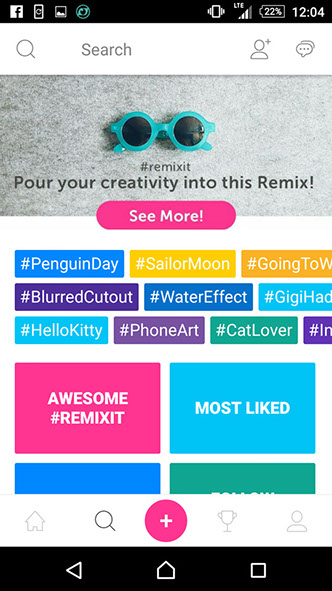 LTE 22% 12:04
Search
#remixit
Pour your creativity into this Remix!
See More!
#PenguinDay #SailorMoon #GoingToW
#BlurredCutout #WaterEffect #GigiHad
#HelloKitty #PhoneArt #CatLover #In
AWESOME
#REMIXIT
MOST LIKED